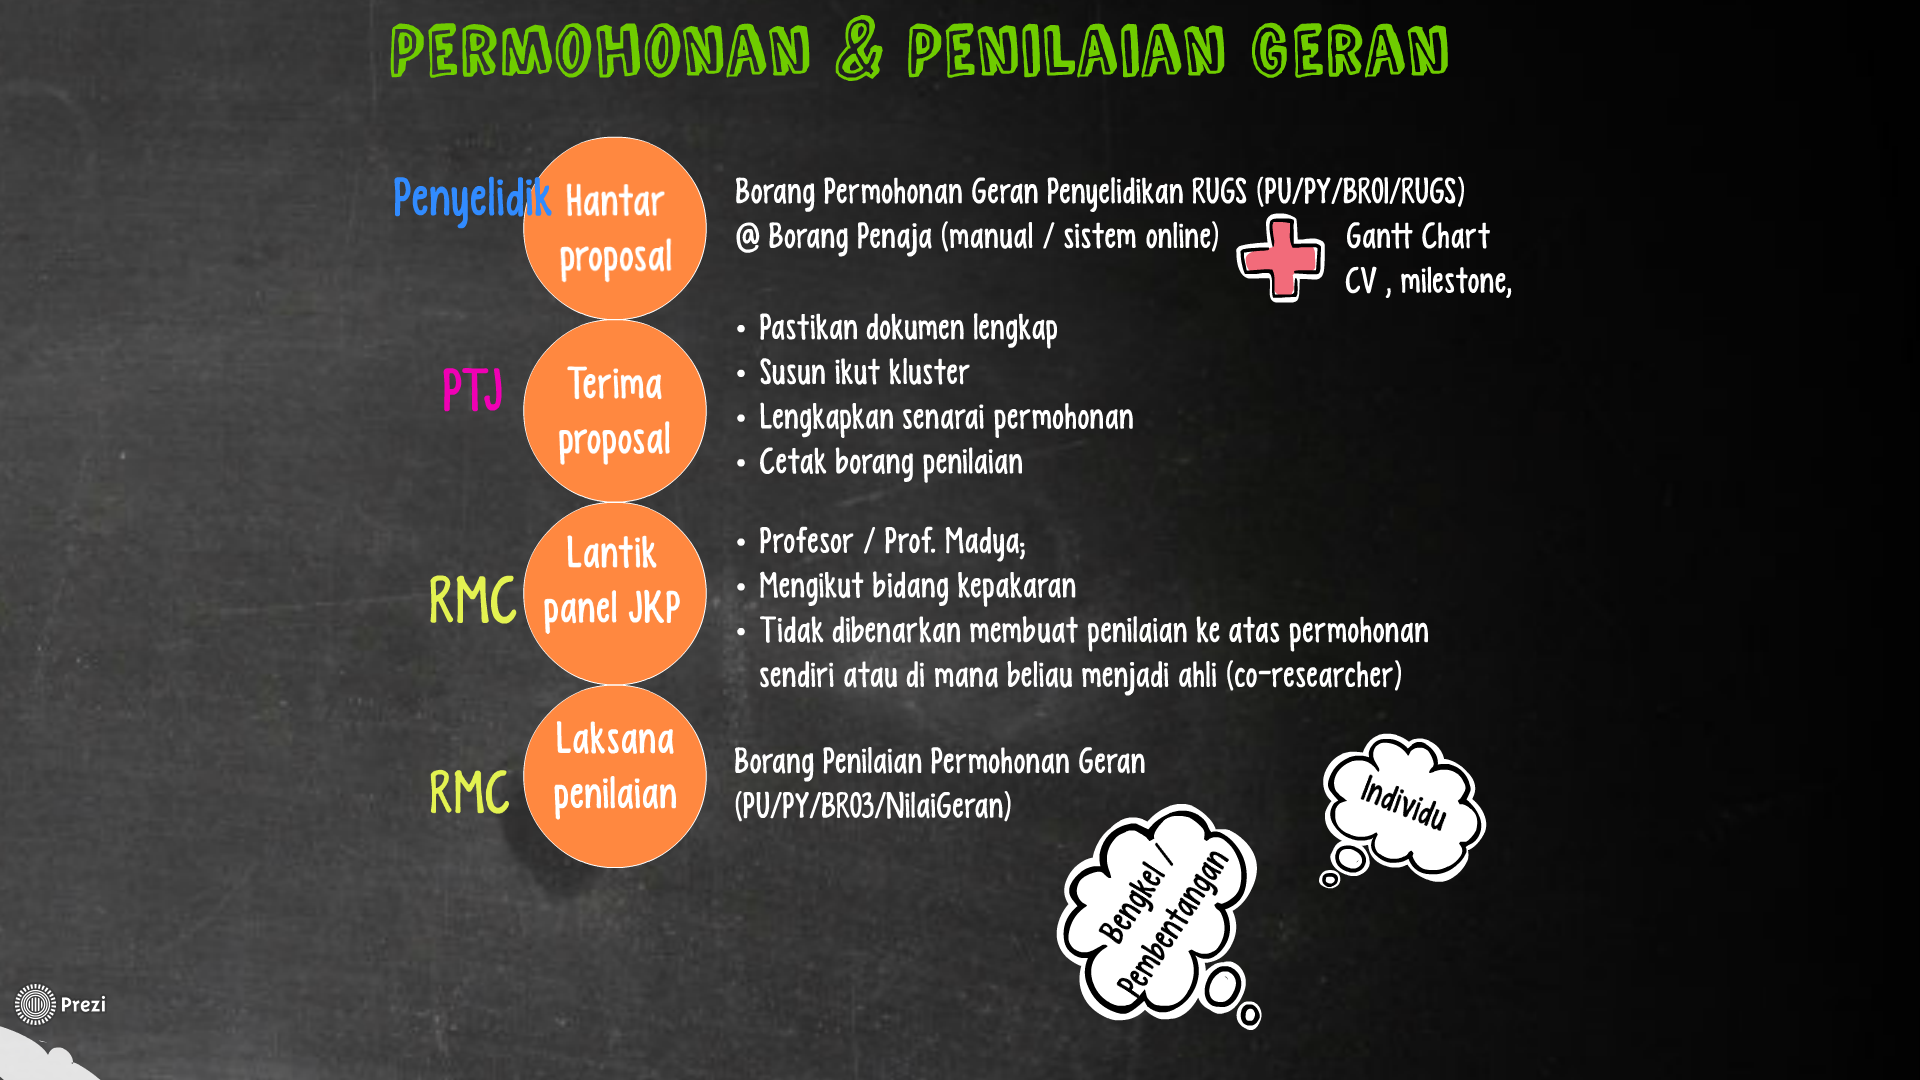 PERMOHONAN & PENILAIAN GERAN
Penyelidik
Hantar
proposal
Borang Permohonan Geran Penyelidikan RUGS (PU/PY/BR01/RUGS)
@ Borang Penaja (manual / sistem online)
Gantt Chart
CV , milestone,
PTJ
Terima
proposal
• Pastikan dokumen lengkap
• Susun ikut kluster
• Lengkapkan senarai permohonan
• Cetak borang penilaian
RMC
Lantik
panel JKP
• Profesor / Prof. Madya;
• Mengikut bidang kepakaran
• Tidak dibenarkan membuat penilaian ke atas permohonan
sendiri atau di mana beliau menjadi ahli (co-researcher)
RMC
Laksana
penilaian
Borang Penilaian Permohonan Geran
(PU/PY/BR03/NilaiGeran)
Individu
Bengkel /
Pembentangan
Prezi